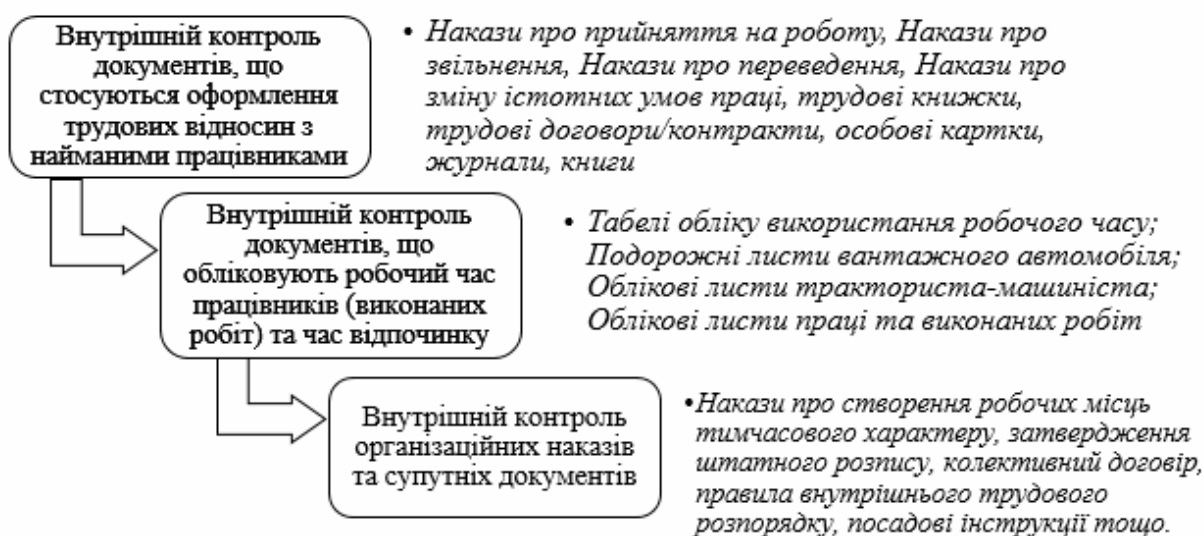 Внутрішній контроль
документів, що
стосуються оформлення
трудових відносин з
найманими працівниками
• Накази про прийняття на роботу, Накази про
звільнення, Накази про переведення, Накази про
зміну істотних умов праці, трудові книжки,
трудові договори/контракти, особові картки,
журнали, книги
Внутрішній контроль
документів, що
обліковують робочий час
працівників (виконаних
робіт) та час відпочинку
• Табелі обліку використання робочого часу;
Подорожні листи вантажного автомобіля;
Облікові листи тракториста-машиніста;
Облікові листи праці та виконаних робіт
Внутрішній контроль
організаційних наказів
та супутніх документів
•Накази про створення робочих місць
тимчасового характеру, затвердження
штатного розпису, колективний договір,
правила внутрішнього трудового
розпорядку, посадові інструкції тощо.